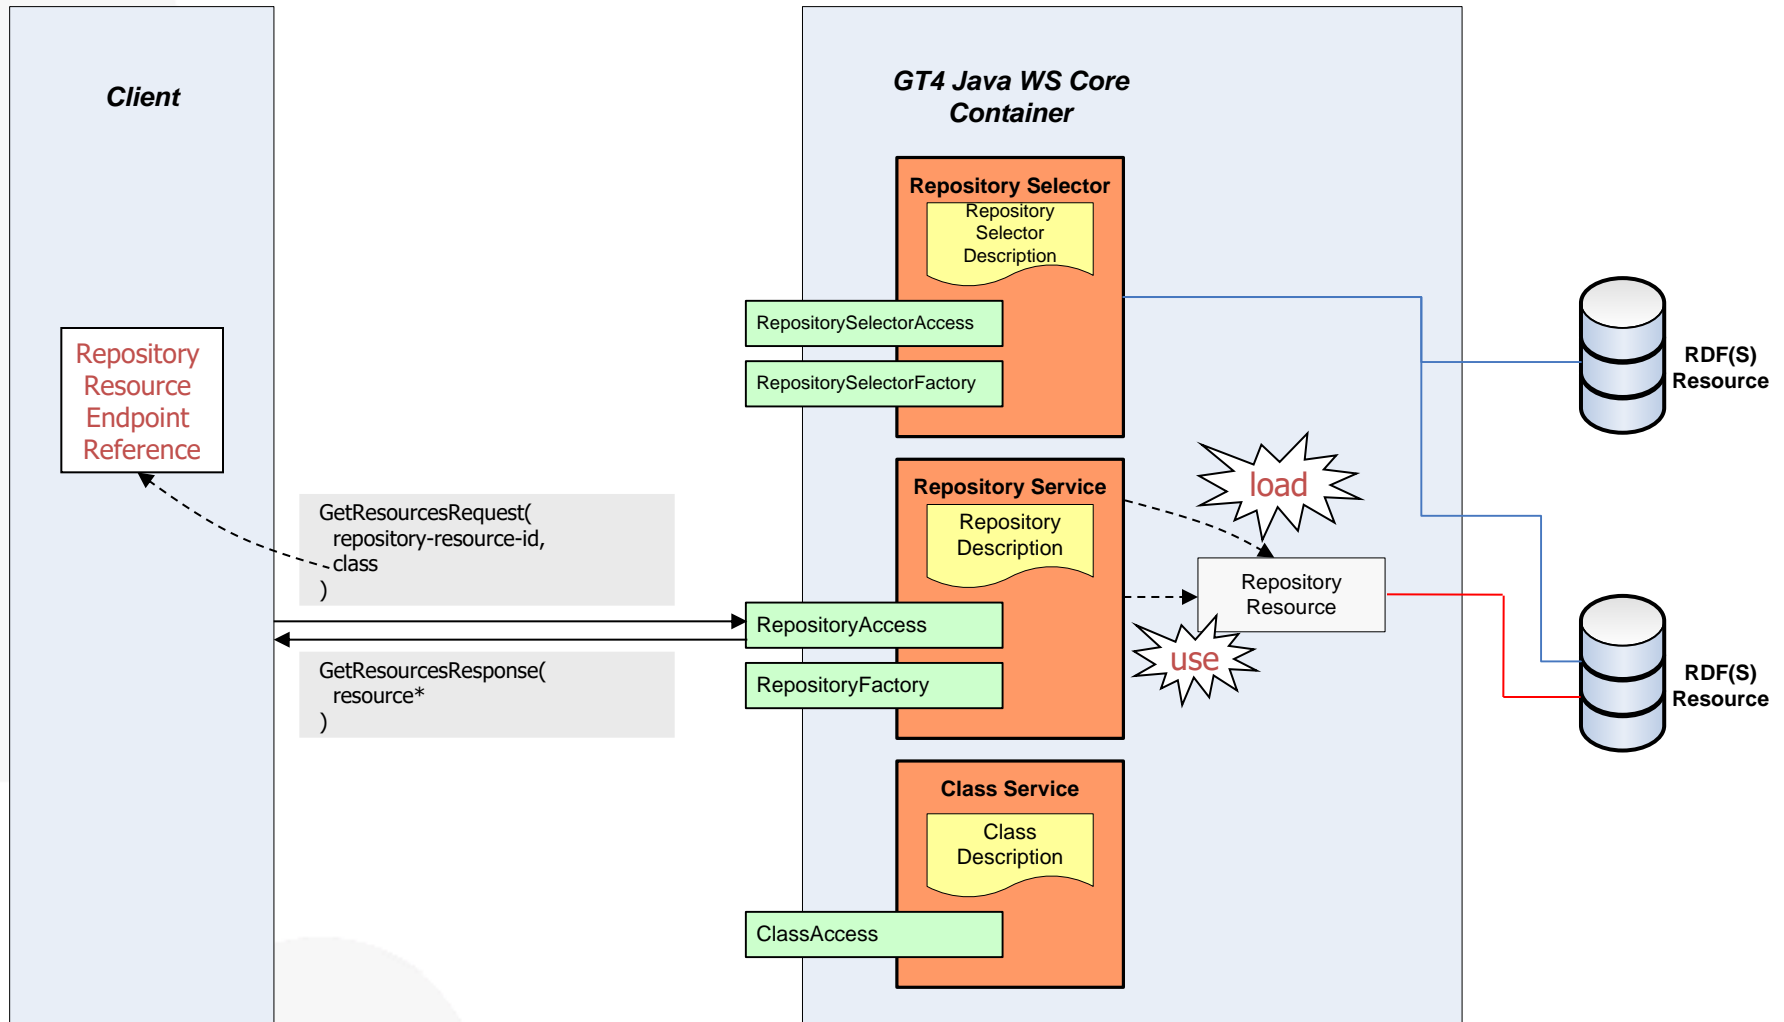 Client
GT4 Java WS Core
Container
Repository Selector
Repository
Selector
Description
RepositorySelectorAccess
RepositorySelectorFactory
RDF(S)
Resource
Repository
Resource
Endpoint
Reference
GetResourcesRequest(
repository-resource-id,
class
)
GetResourcesResponse(
resource*
)
Repository Service
Repository
Description
RepositoryAccess
RepositoryFactory
load
Repository
Resource
use
RDF(S)
Resource
Class Service
Class
Description
ClassAccess